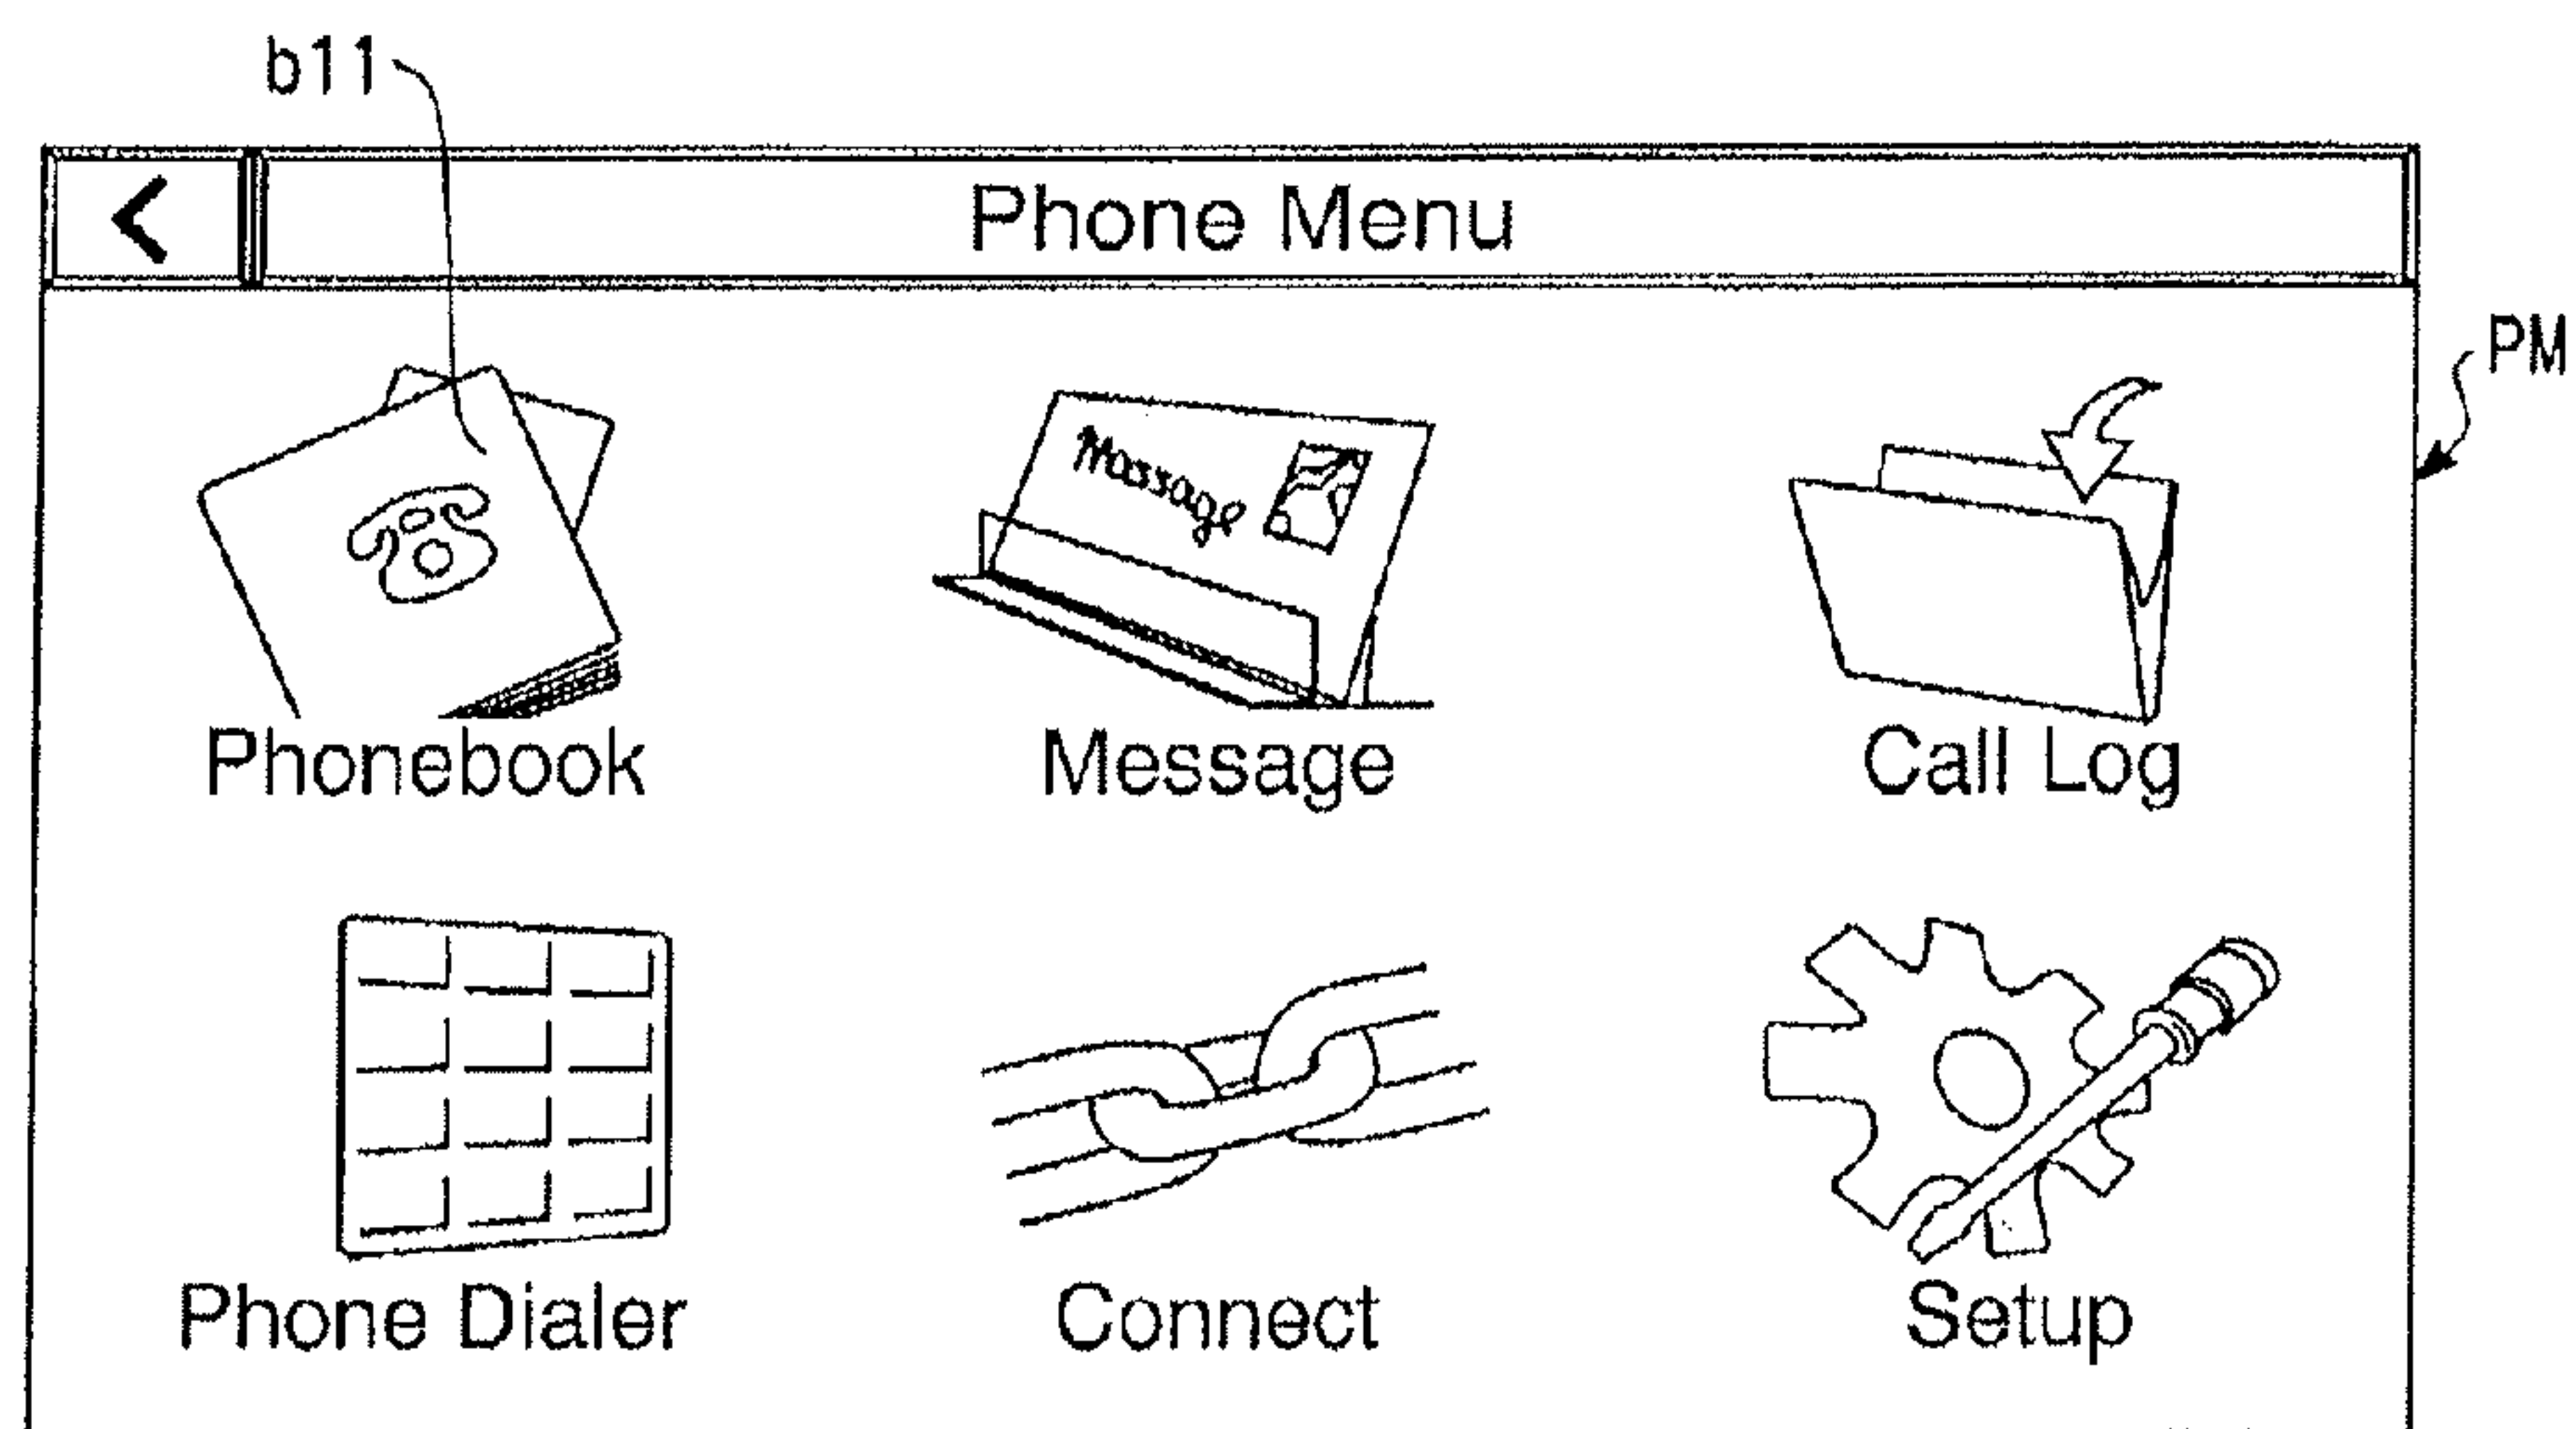 b11
Phone Menu
PM
Massage
Phonebook
Message
Call Log
Phone Dialer
Connect
Setup